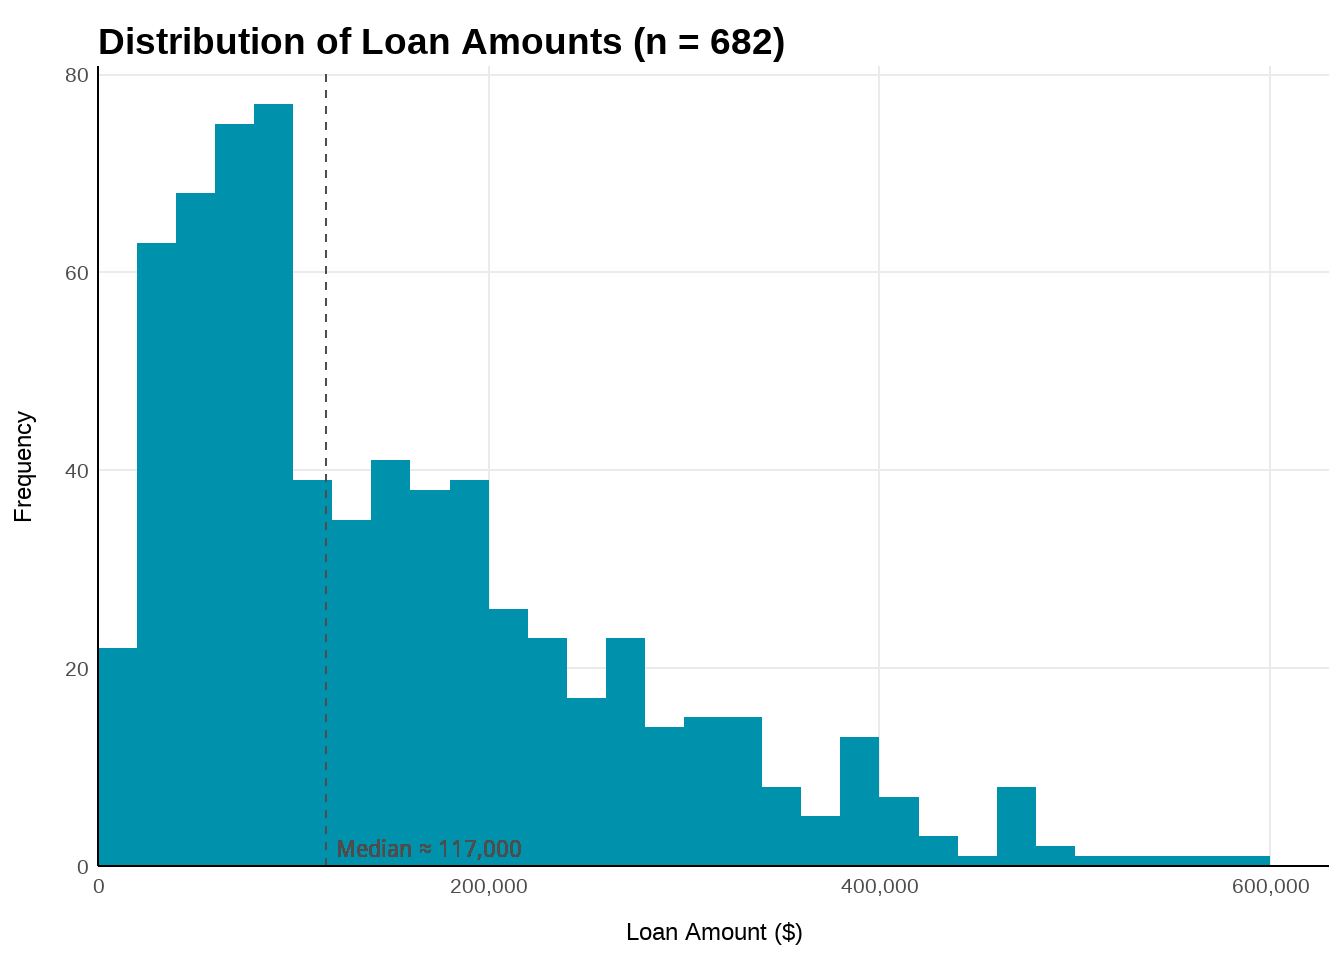 Distribution of Loan Amounts (n = 682)
80
60
40
20
0
Frequency
Median ≈ 117,000
0
200,000
400,000
600,000
Loan Amount ($)